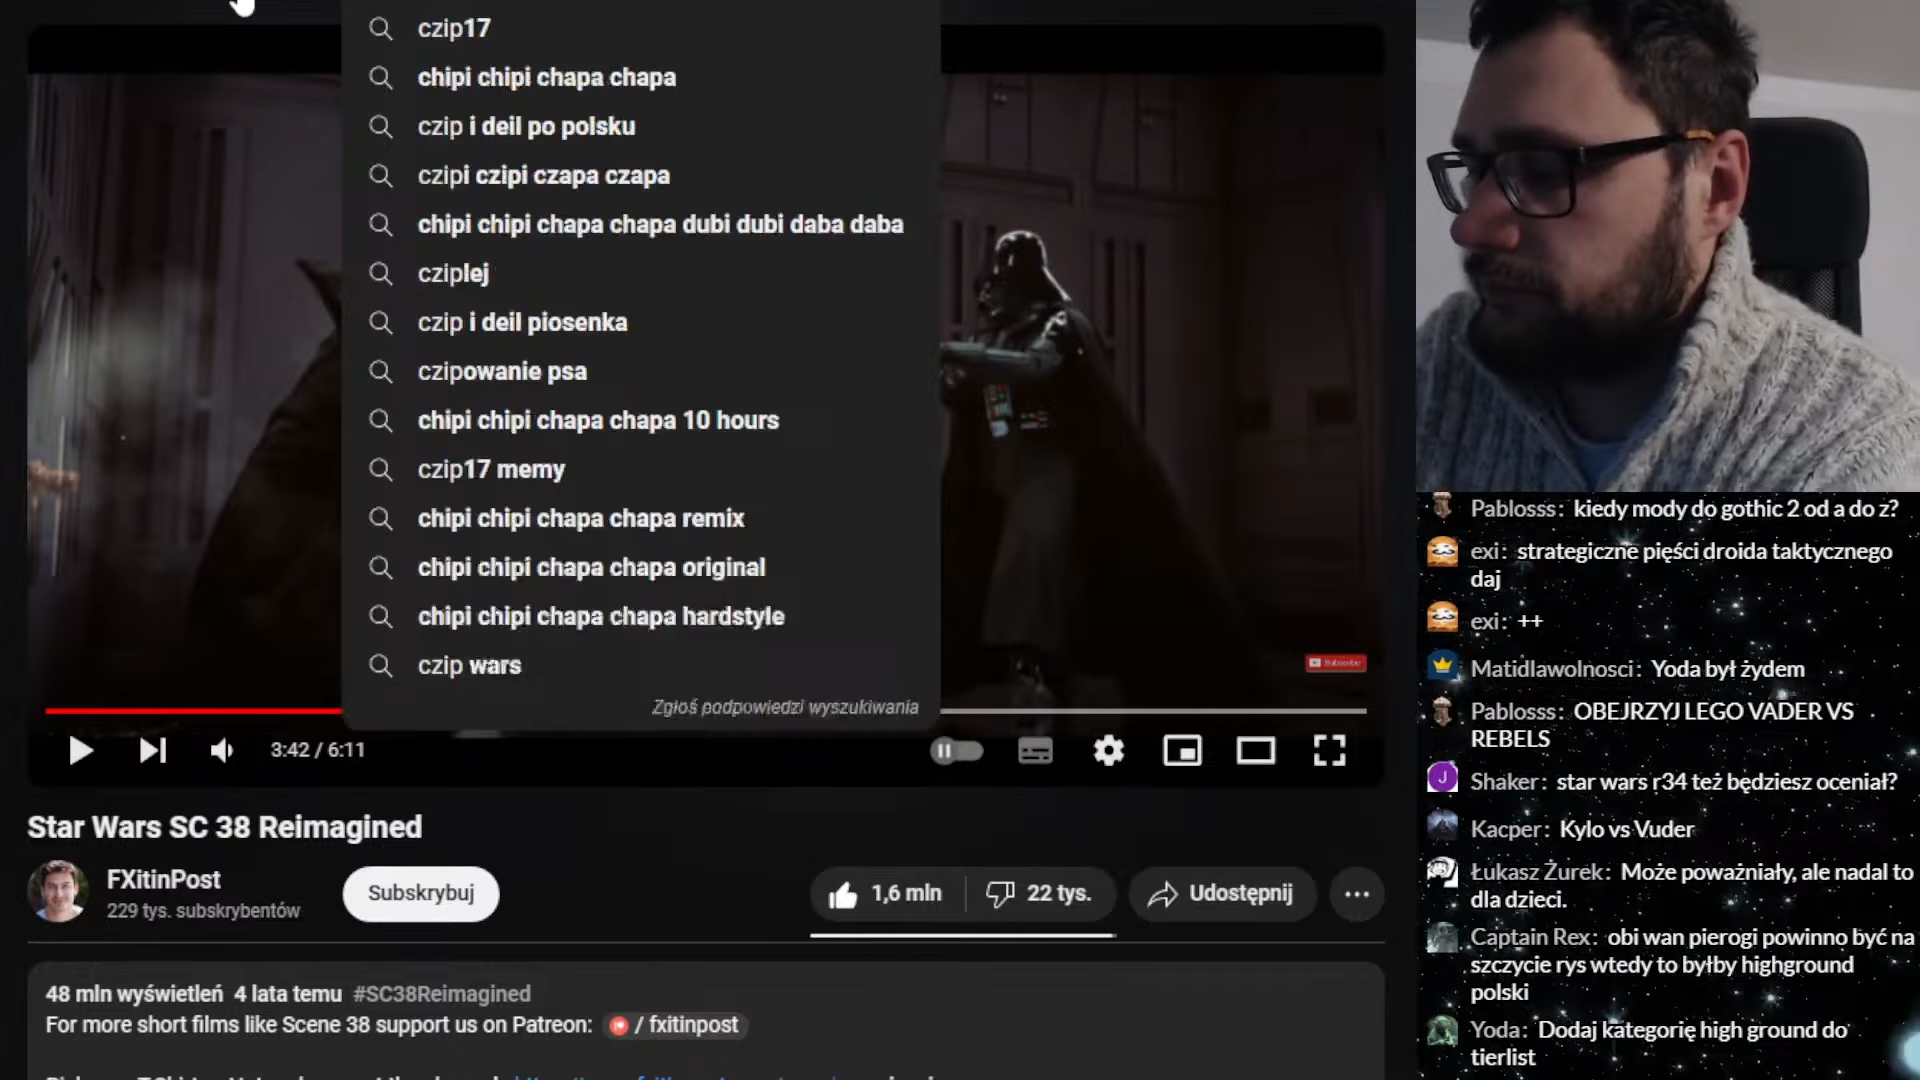 czip17
chipi chipi chapa chapa
czip i deil po polsku
czipi czipi czapa czapa
chipi chipi chapa chapa dubi dubi daba daba
cziplej
czip i deil piosenka
czipowanie psa
chipi chipi chapa chapa 10 hours
czip17 memy
chipi chipi chapa chapa remix
chipi chipi chapa chapa original
chipi chipi chapa chapa hardstyle
czip wars
Zgłoś podpowiedzi wyszukiwania
Subscribe
3:42 / 6:11
Star Wars SC 38 Reimagined
FXitinPost
229 tys. subskrybentów
Subskrybuj
1,6 mln
22 tys.
Udostępnij
48 mln wyświetleń 4 lata temu #SC38Reimagined
For more short films like Scene 38 support us on Patreon: / fxitinpost
Pablosss: kiedy mody do gothic 2 od a do z?
exi: strategiczne pięści droida taktycznego
daj
exi: ++
Matidlawolnosci: Yoda był żydem
Pablosss: OBEJRZYJ LEGO VADER VS
REBELS
J
Shaker: star wars r34 też będziesz oceniał?
Kacper: Kylo vs Vuder
Łukasz Żurek: Może poważniały, ale nadal to
dla dzieci.
Captain Rex: obi wan pierogi powinno być na
szczycie rys wtedy to byłby highground
polski
Yoda: Dodaj kategorię high ground do
tierlist